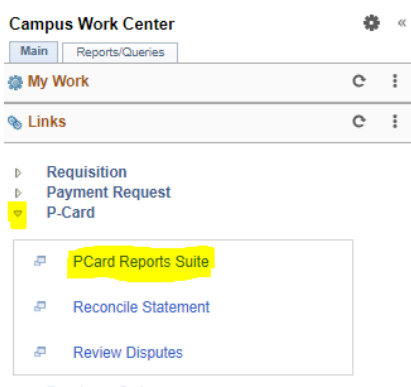 Campus Work Center
Main Reports/Queries
My Work
Links
Requisition
Payment Request
P-Card
PCard Reports Suite
Reconcile Statement
Review Disputes